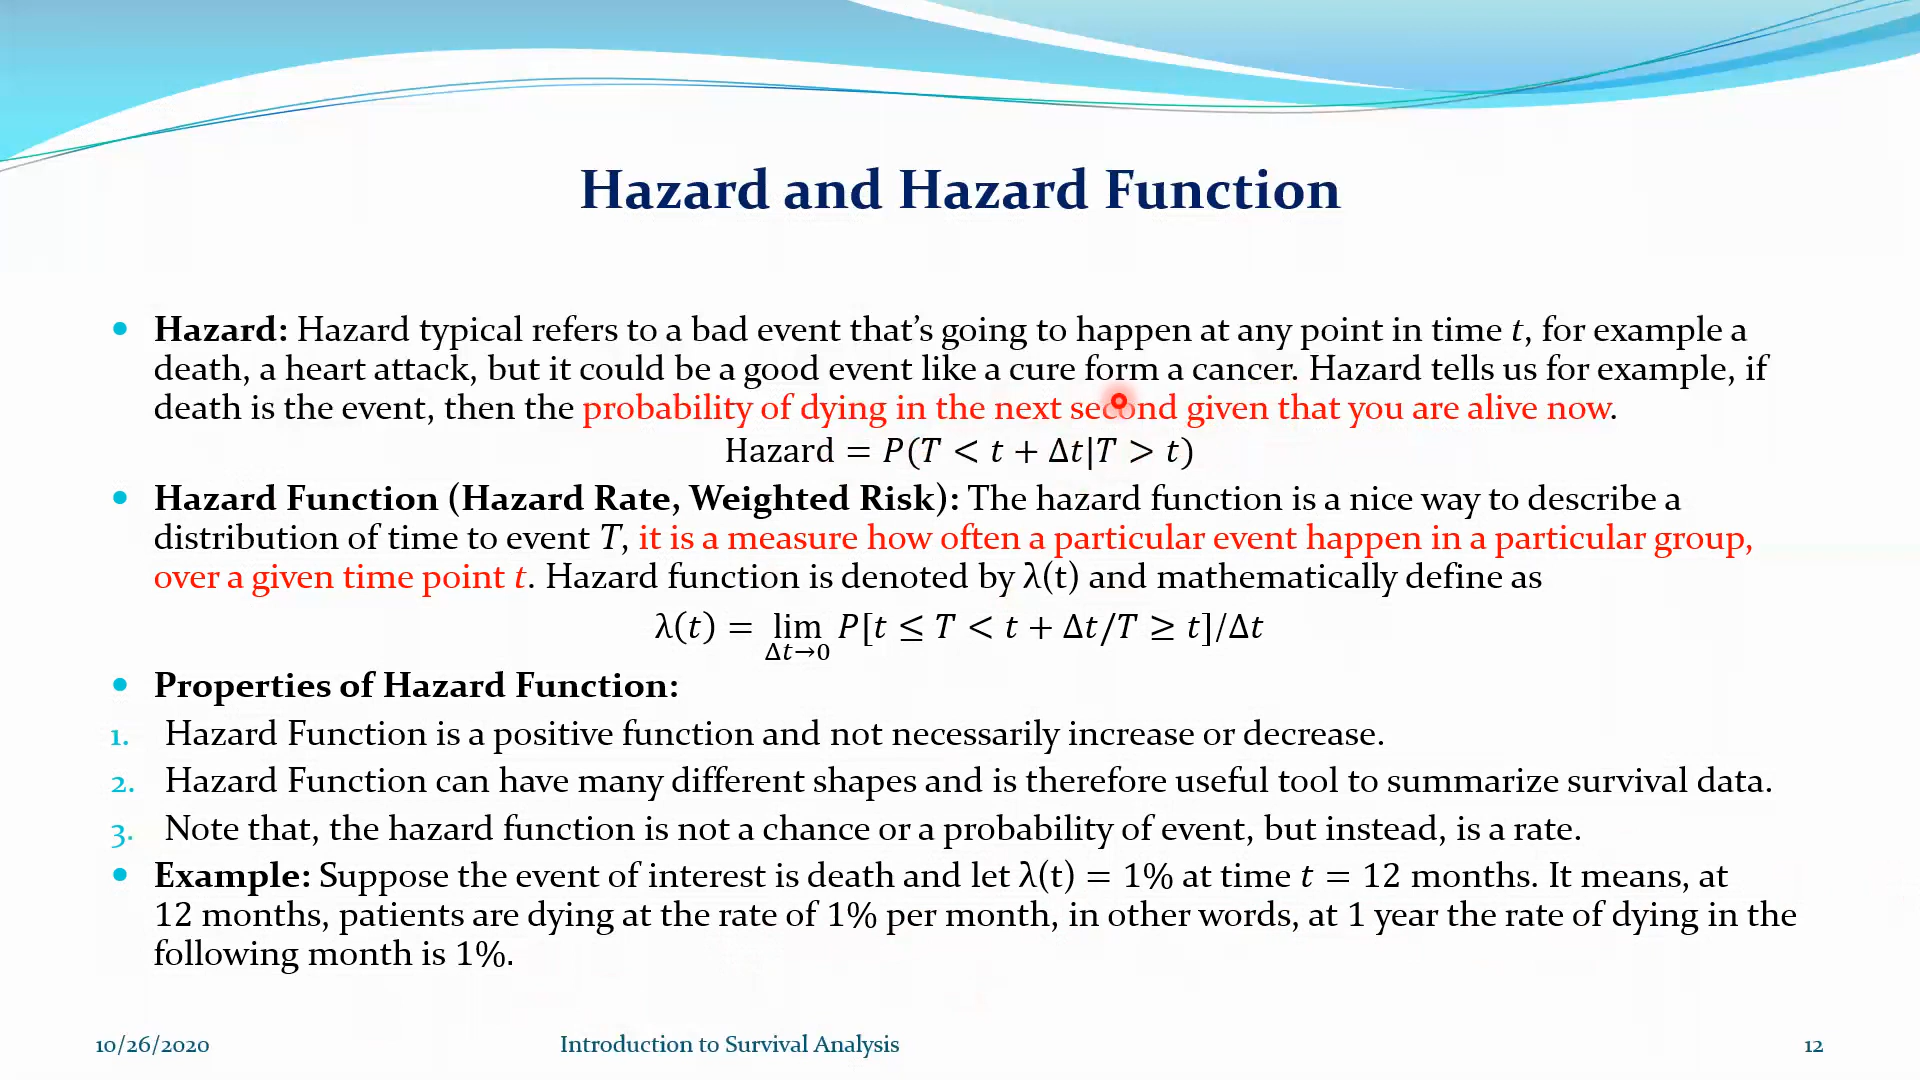 Hazard and Hazard Function
• Hazard: Hazard typical refers to a bad event that’s going to happen at any point in time t, for example a
death, a heart attack, but it could be a good event like a cure form a cancer. Hazard tells us for example, if
death is the event, then the probability of dying in the next second given that you are alive now.
Hazard = P(T < t + Δt|T > t)
• Hazard Function (Hazard Rate, Weighted Risk): The hazard function is a nice way to describe a
distribution of time to event T, it is a measure how often a particular event happen in a particular group,
over a given time point t. Hazard function is denoted by λ(t) and mathematically define as
λ(t) = lim P[t ≤ T < t + Δt/T ≥ t]/Δt
Δt→0
• Properties of Hazard Function:
1. Hazard Function is a positive function and not necessarily increase or decrease.
2. Hazard Function can have many different shapes and is therefore useful tool to summarize survival data.
3. Note that, the hazard function is not a chance or a probability of event, but instead, is a rate.
• Example: Suppose the event of interest is death and let λ(t) = 1% at time t = 12 months. It means, at
12 months, patients are dying at the rate of 1% per month, in other words, at 1 year the rate of dying in the
following month is 1%.
10/26/2020 Introduction to Survival Analysis 12